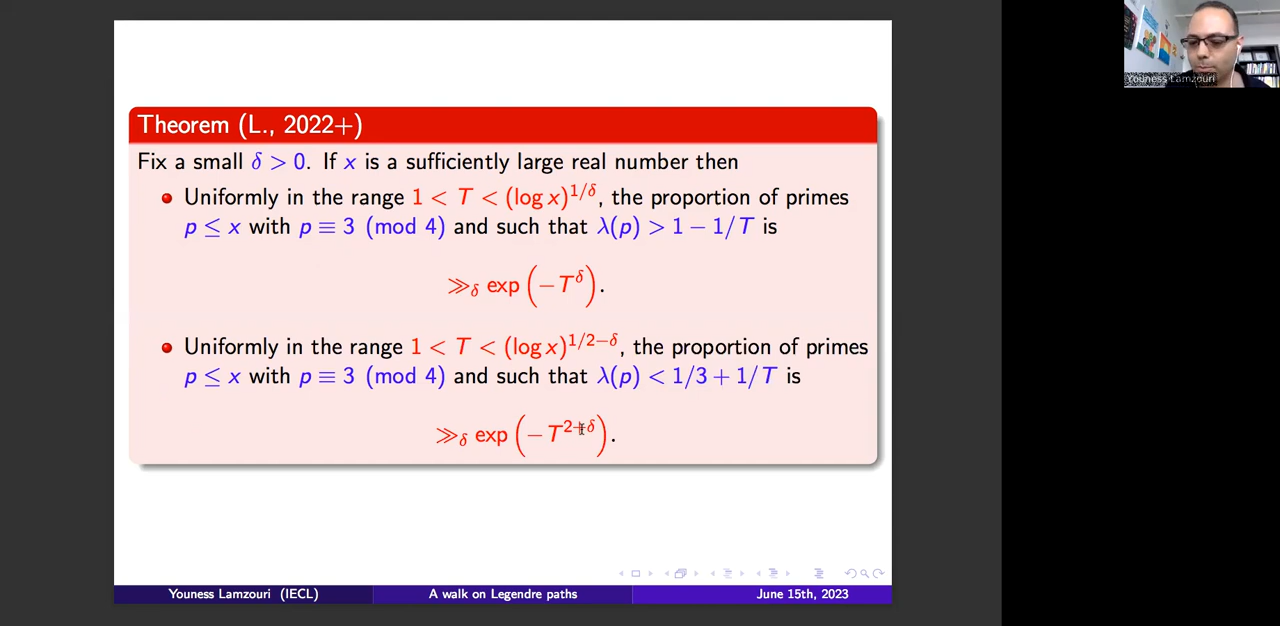 Theorem (L., 2022+)
Fix a small δ > 0. If x is a sufficiently large real number then
Uniformly in the range 1 < T < (log x)^{1/δ}, the proportion of primes
p ≤ x with p ≡ 3 (mod 4) and such that λ(p) > 1 − 1/T is
≫_δ exp(−T^δ).
Uniformly in the range 1 < T < (log x)^{1/2−δ}, the proportion of primes
p ≤ x with p ≡ 3 (mod 4) and such that λ(p) < 1/3 + 1/T is
≫_δ exp(−T^{2+δ}).
Youness Lamzouri (IECL)
A walk on Legendre paths
June 15th, 2023
Youness Lamzouri